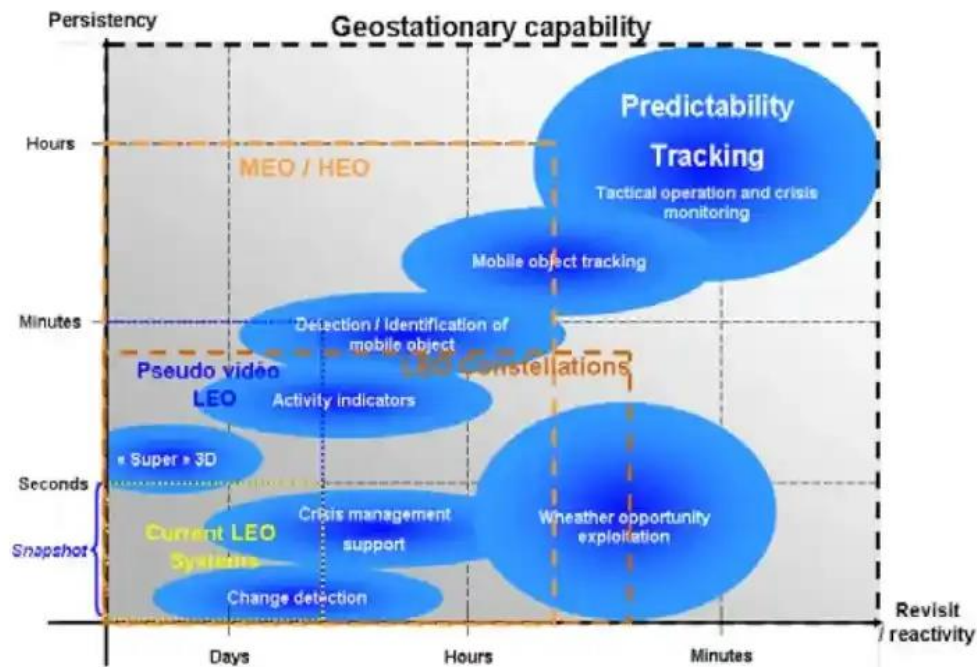 Persistency
Geostationary capability
Predictability
Tracking
Tactical operation and crisis
monitoring
Hours
MEO / HEO
Mobile object tracking
Minutes
Detection / Identification of
mobile object
LEO Constellations
Pseudo vidéo
LEO
Activity indicators
« Super » 3D
Seconds
Crisis management
support
Wheather opportunity
exploitation
Current LEO
Systems
Snapshot
Change detection
Revisit
/ reactivity
Days
Hours
Minutes